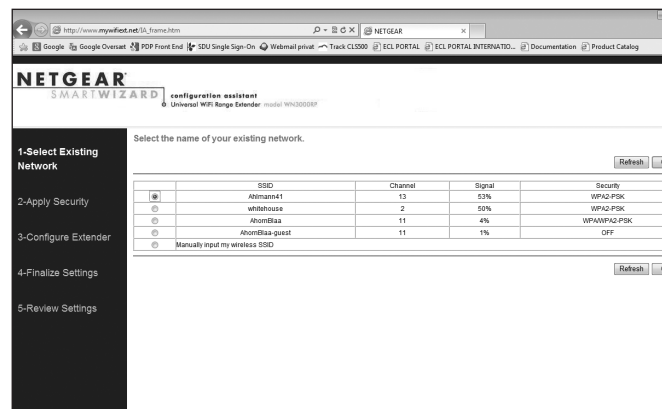 http://www.mywifiext.net/IA_frame.htm
NETGEAR
Google
Google Oversæt
PDP Front End
SDU Single Sign-On
Webmail privat
Track CLS500
ECL PORTAL
ECL PORTAL INTERNATIO...
Documentation
Product Catalog
NETGEAR
SMARTWIZARD
configuration assistant
Universal WiFi Range Extender model WN3000RP
Select the name of your existing network.
1-Select Existing Network
2-Apply Security
3-Configure Extender
4-Finalize Settings
5-Review Settings
Refresh
SSID Channel Signal Security
Ahlmann41 13 53% WPA2-PSK
whitehouse 2 50% WPA2-PSK
AhornBlaa 11 4% WPA/WPA2-PSK
AhornBlaa-guest 11 1% OFF
Manually input my wireless SSID
Refresh